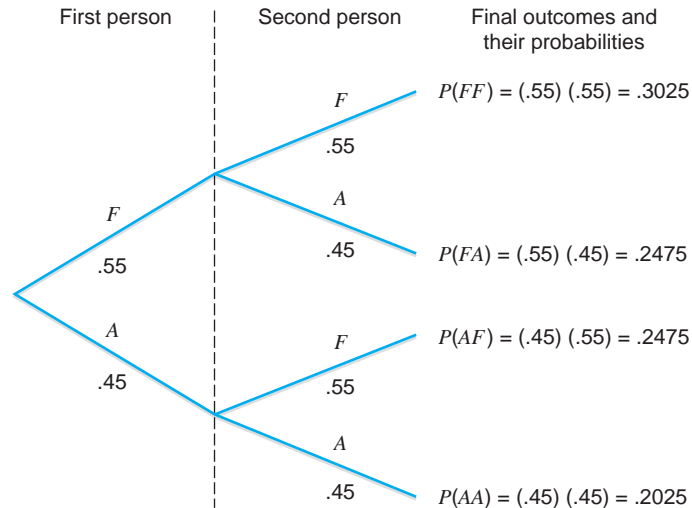 First person
Second person
Final outcomes and
their probabilities
F
.55
A
.45
F
.55
A
.45
F
.55
A
.45
P(FF) = (.55) (.55) = .3025
P(FA) = (.55) (.45) = .2475
P(AF) = (.45) (.55) = .2475
P(AA) = (.45) (.45) = .2025